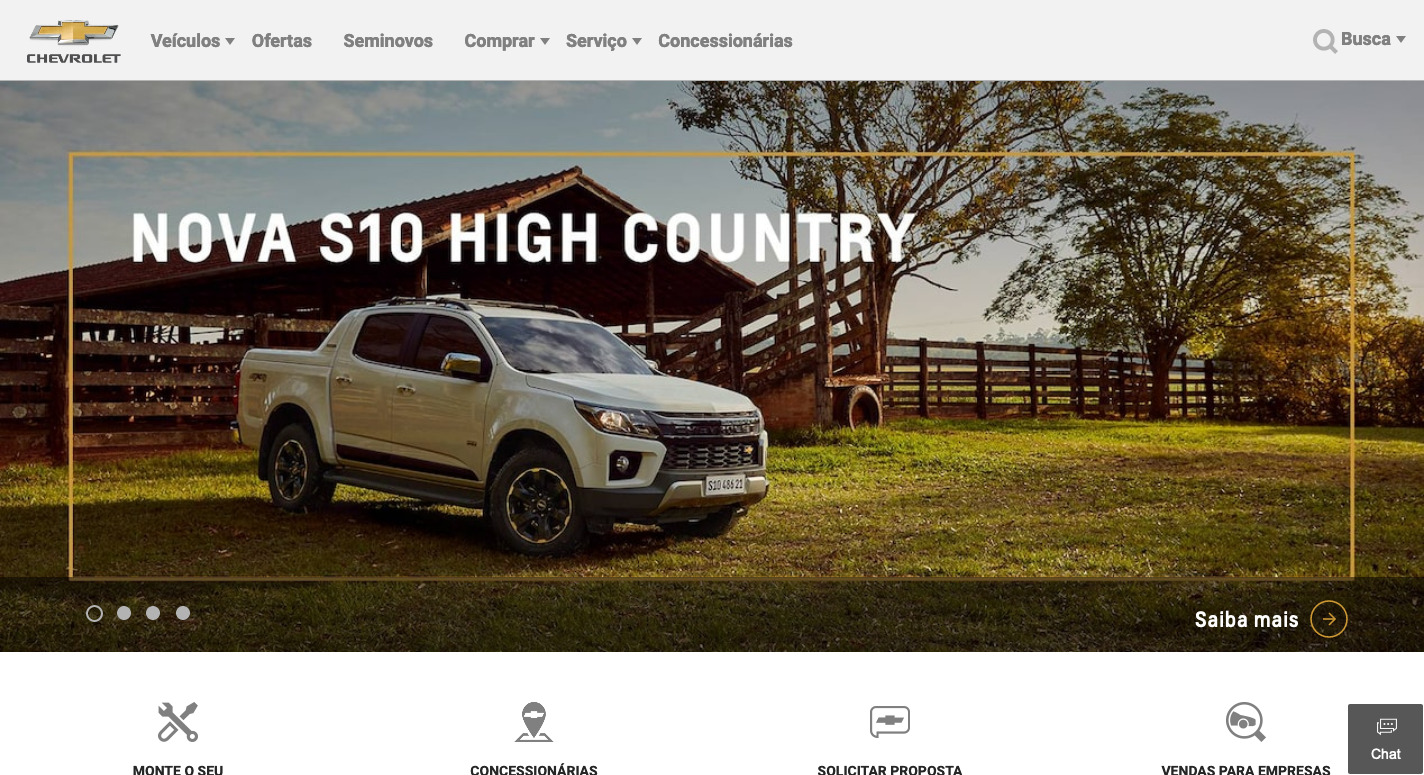 CHEVROLET
Veículos Ofertas Seminovos Comprar Serviço Concessionárias Busca
NOVA S10 HIGH COUNTRY
S10 486 21
Saiba mais
MONTE O SEU CONCESSIONÁRIAS SOLICITAR PROPOSTA VENDAS PARA EMPRESAS
Chat